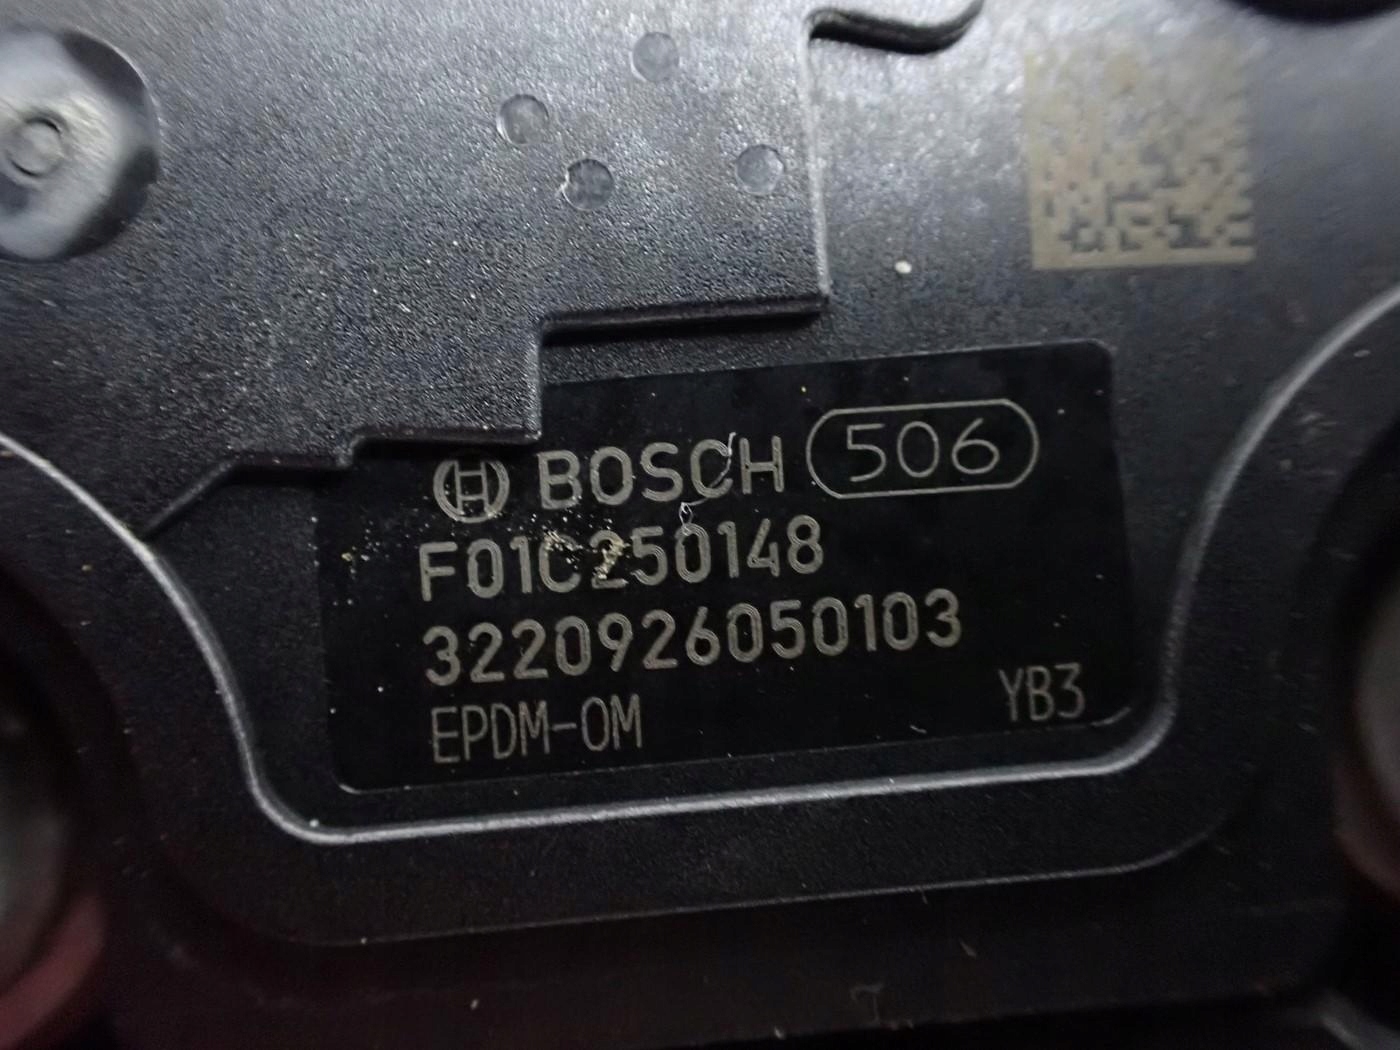 BOSCH 506
F01C250148
3220926050103
EPDM-OM YB3